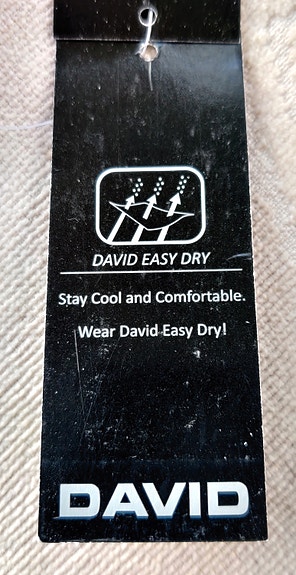 DAVID EASY DRY
Stay Cool and Comfortable.
Wear David Easy Dry!
DAVID